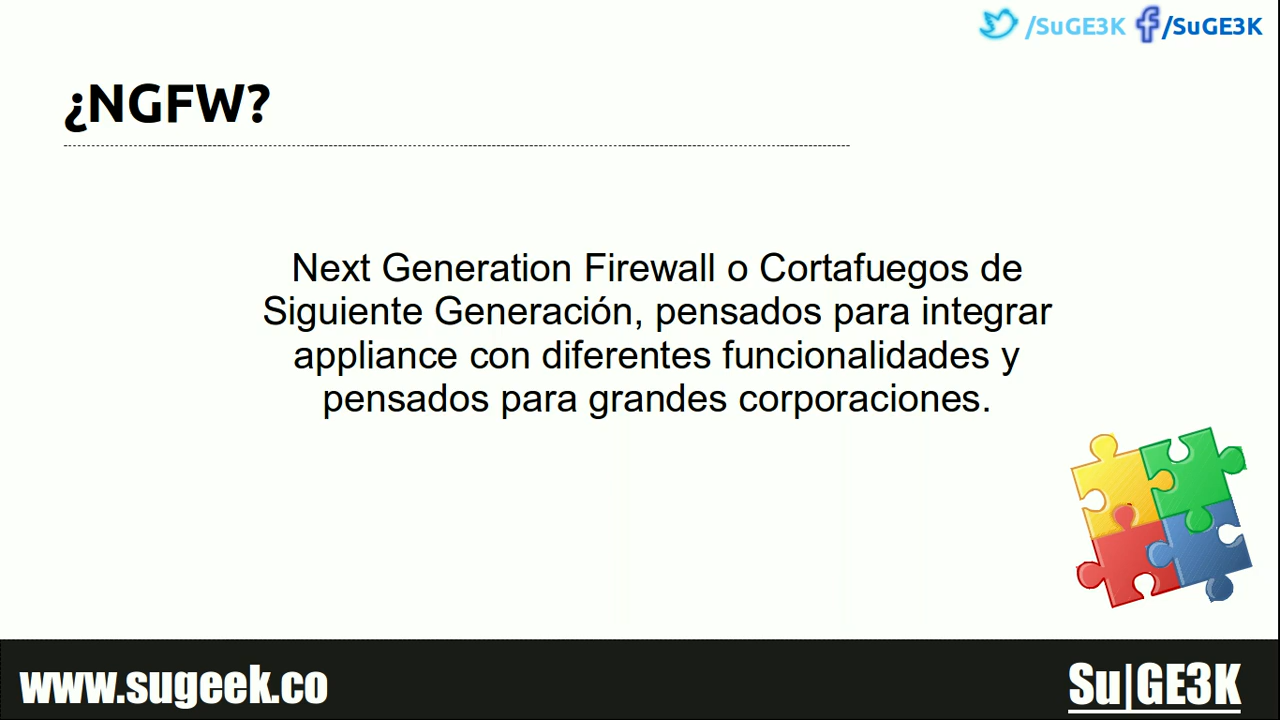 /SuGE3K /SuGE3K
¿NGFW?
Next Generation Firewall o Cortafuegos de
Siguiente Generación, pensados para integrar
appliance con diferentes funcionalidades y
pensados para grandes corporaciones.
www.sugeek.co
Su|GE3K